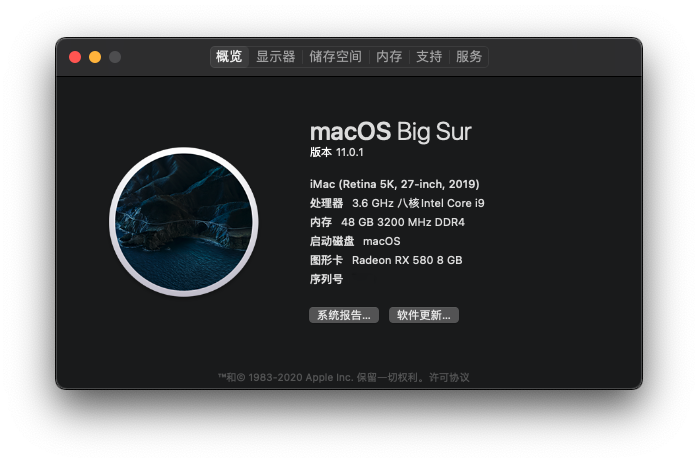 概览 显示器 储存空间 内存 支持 服务
macOS Big Sur
版本 11.0.1
iMac (Retina 5K, 27-inch, 2019)
处理器 3.6 GHz 八核Intel Core i9
内存 48 GB 3200 MHz DDR4
启动磁盘 macOS
图形卡 Radeon RX 580 8 GB
序列号
系统报告... 软件更新...
™和© 1983-2020 Apple Inc. 保留一切权利。许可协议